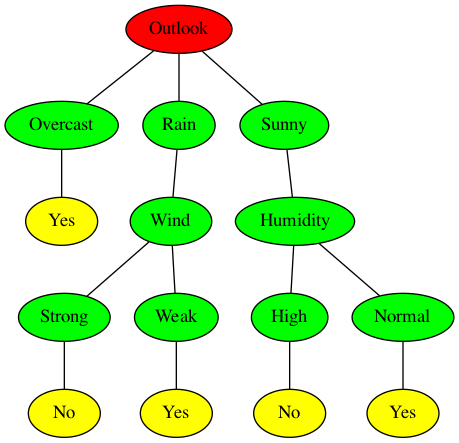 Outlook
Overcast Rain Sunny
Yes Wind Humidity
Strong Weak High Normal
No Yes No Yes